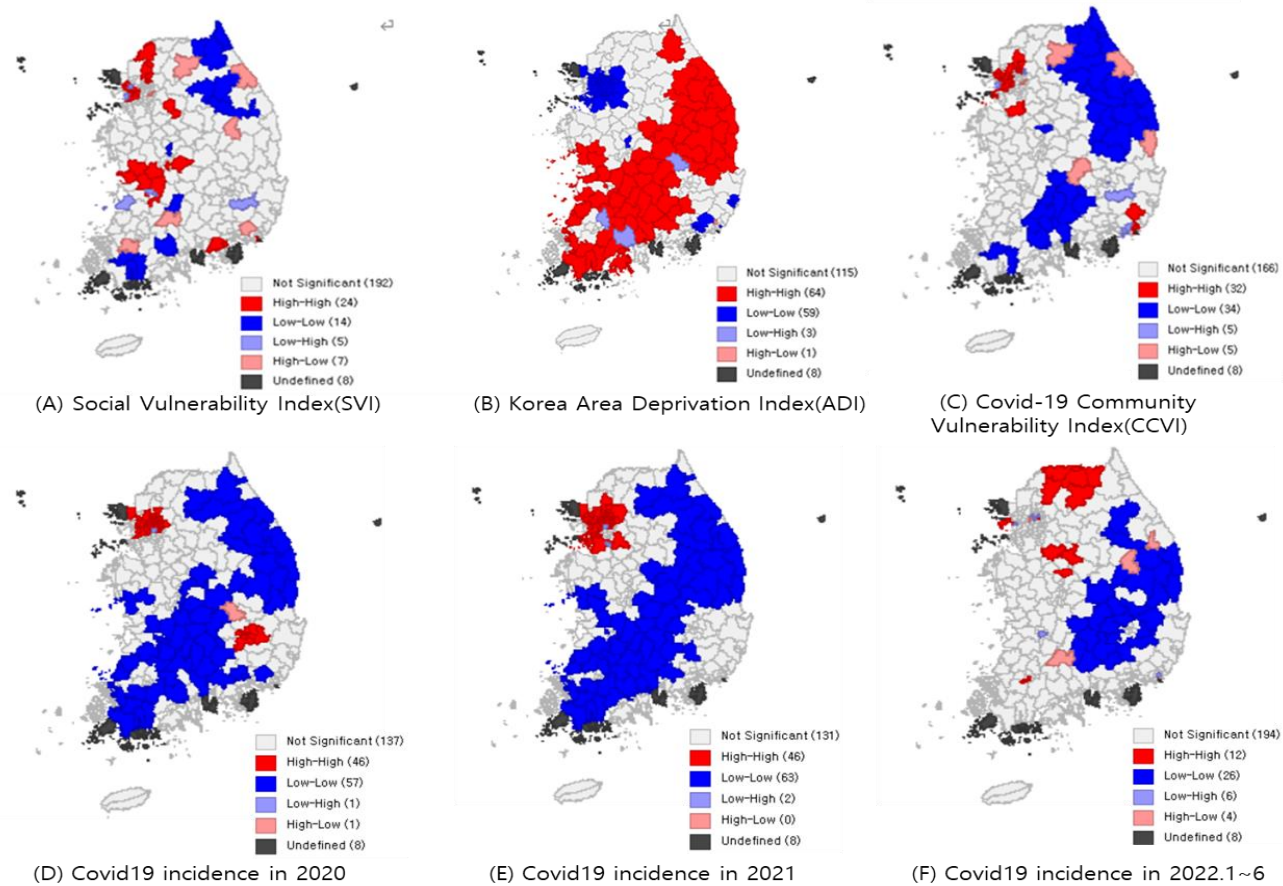 Not Significant (192)
High-High (24)
Low-Low (14)
Low-High (5)
High-Low (7)
Undefined (8)
(A) Social Vulnerability Index(SVI)
Not Significant (115)
High-High (64)
Low-Low (59)
Low-High (3)
High-Low (1)
Undefined (8)
(B) Korea Area Deprivation Index(ADI)
Not Significant (166)
High-High (32)
Low-Low (34)
Low-High (5)
High-Low (5)
Undefined (8)
(C) Covid-19 Community
Vulnerability Index(CCVI)
Not Significant (137)
High-High (46)
Low-Low (57)
Low-High (1)
High-Low (1)
Undefined (8)
(D) Covid19 incidence in 2020
Not Significant (131)
High-High (46)
Low-Low (63)
Low-High (2)
High-Low (0)
Undefined (8)
(E) Covid19 incidence in 2021
Not Significant (194)
High-High (12)
Low-Low (26)
Low-High (6)
High-Low (4)
Undefined (8)
(F) Covid19 incidence in 2022.1~6